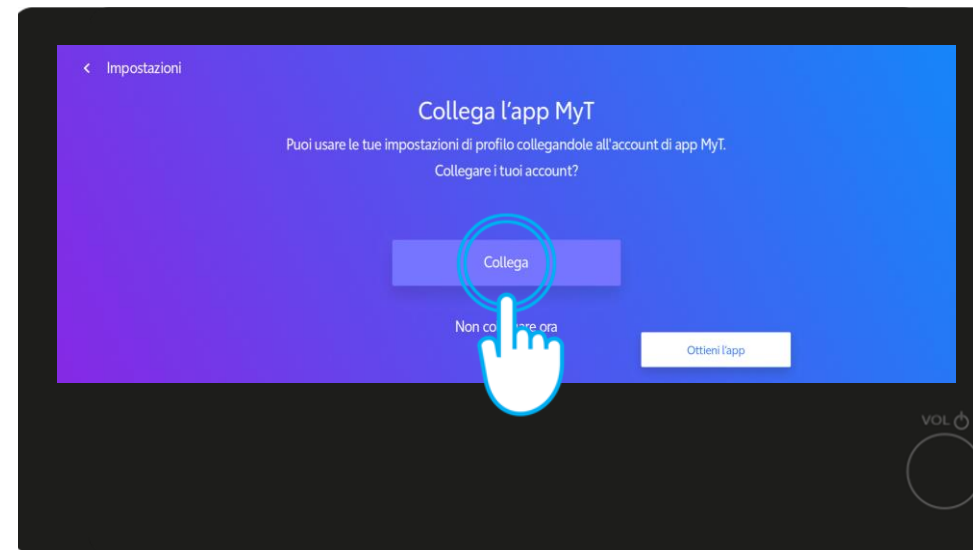 Impostazioni
Collega l'app MyT
Puoi usare le tue impostazioni di profilo collegandole all'account di app MyT.
Collegare i tuoi account?
Collega
Non ora
Ottieni l'app
VOL